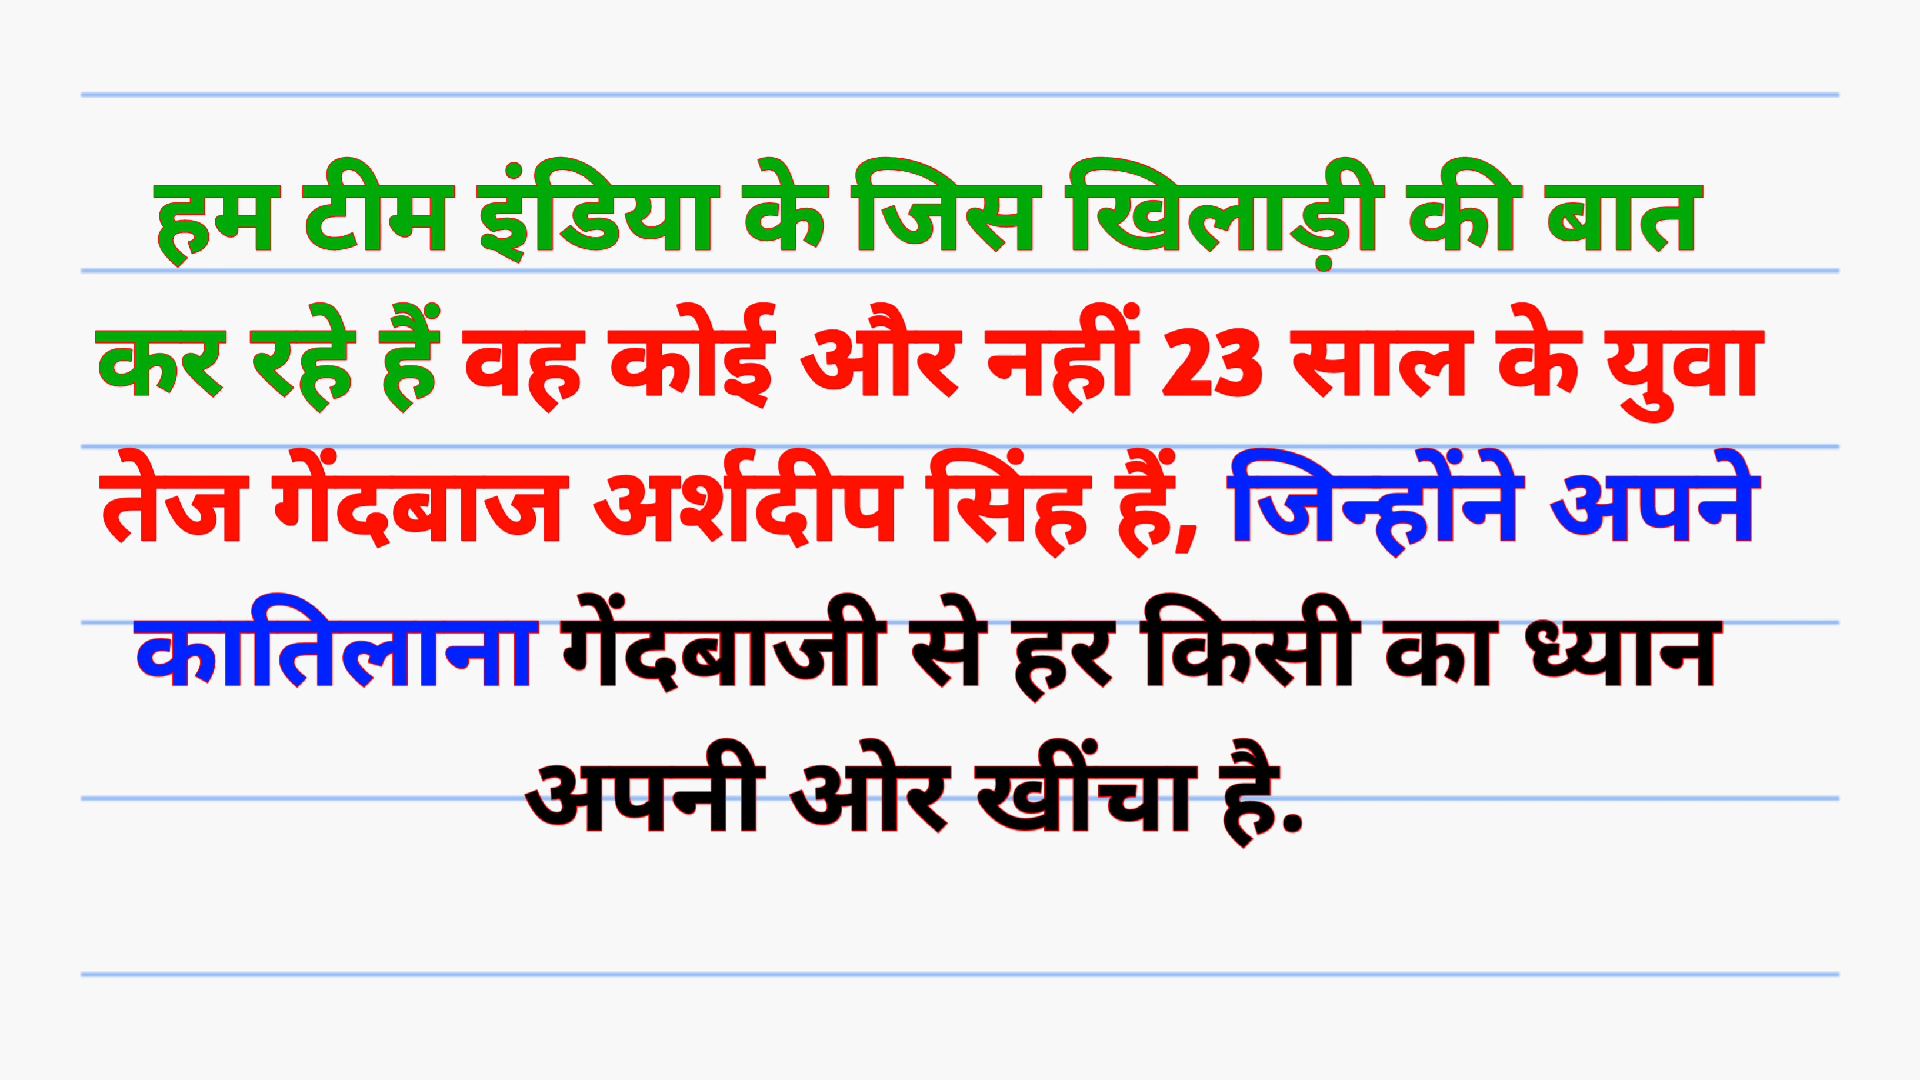 हम टीम इंडिया के जिस खिलाड़ी की बात
कर रहे हैं वह कोई और नहीं 23 साल के युवा
तेज गेंदबाज अर्शदीप सिंह हैं, जिन्होंने अपने
कातिलाना गेंदबाजी से हर किसी का ध्यान
अपनी ओर खींचा है.